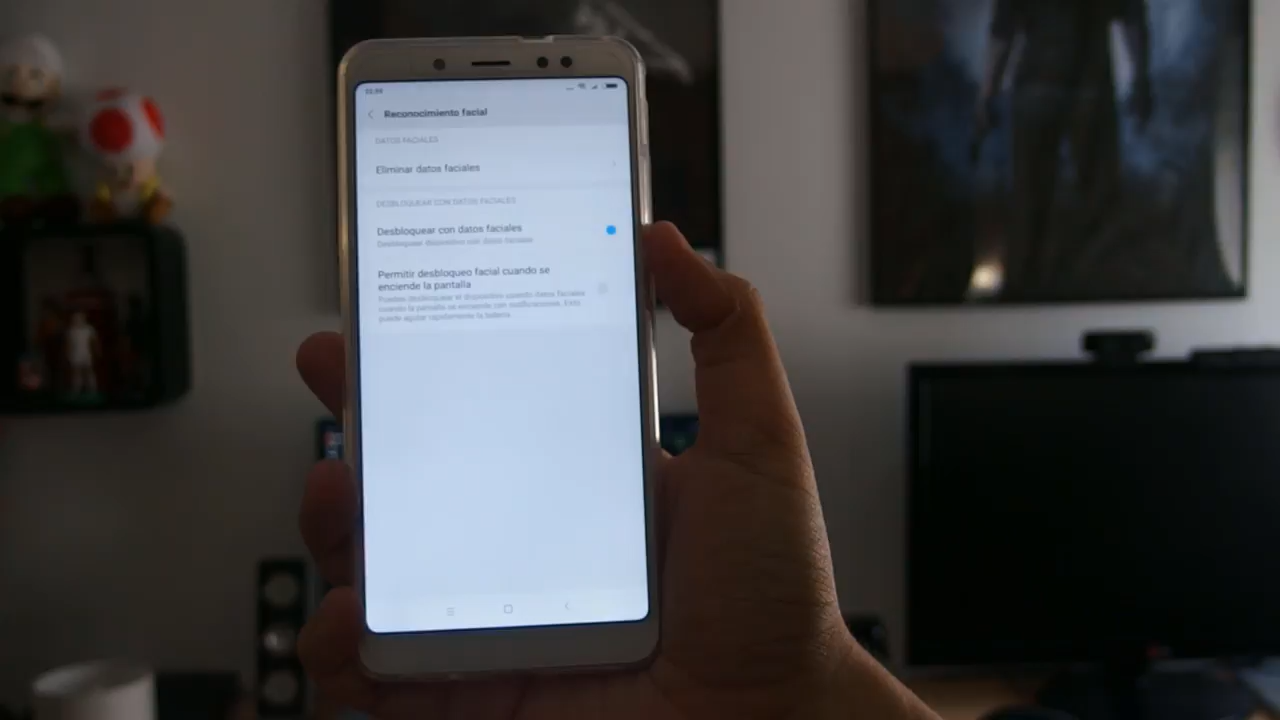 Reconocimiento facial
DATOS FACIALES
Eliminar datos faciales
DESBLOQUEAR CON DATOS FACIALES
Desbloquear con datos faciales
Desbloquear dispositivo con datos faciales
Permitir desbloqueo facial cuando se
enciende la pantalla
Puedes desbloquear el dispositivo usando datos faciales
cuando la pantalla se enciende con notificaciones. Esto
puede agotar rápidamente la batería.